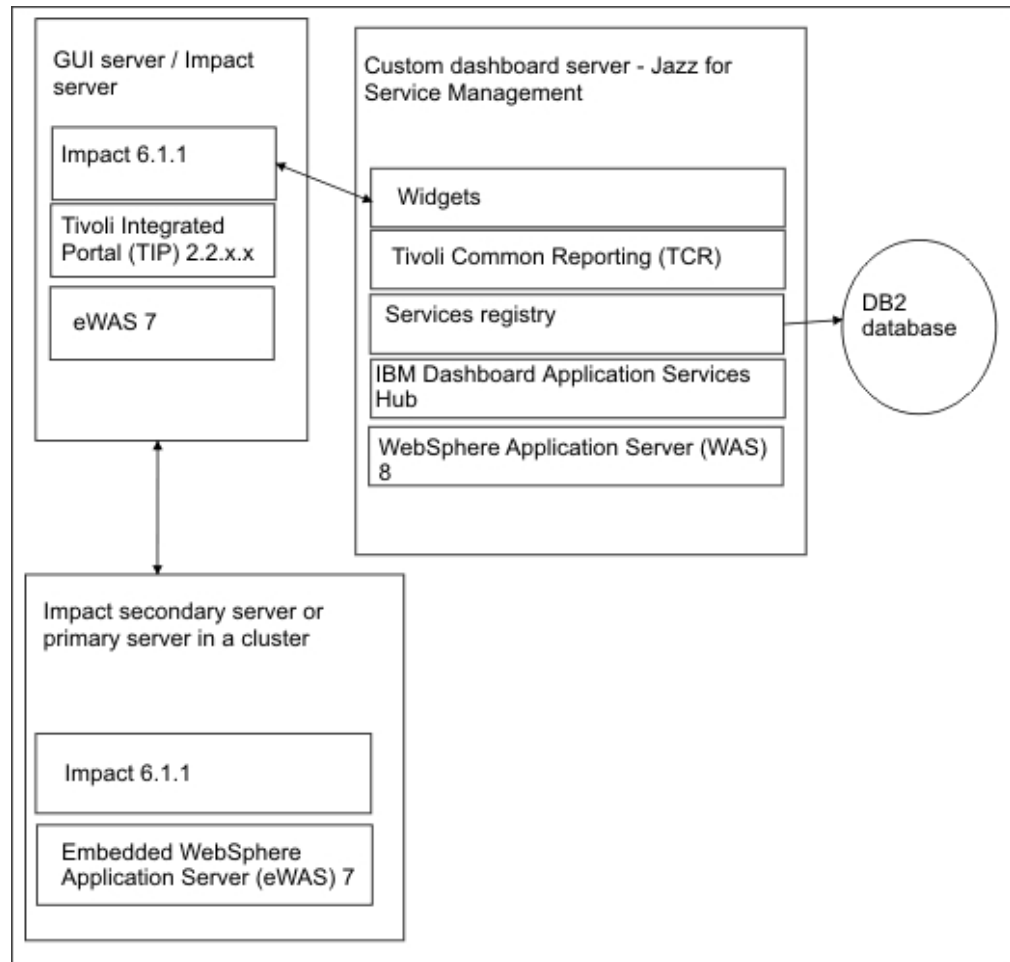 GUI server / Impact
server
Impact 6.1.1
Tivoli Integrated
Portal (TIP) 2.2.x.x
eWAS 7
Custom dashboard server - Jazz for
Service Management
Widgets
Tivoli Common Reporting (TCR)
Services registry
IBM Dashboard Application Services
Hub
WebSphere Application Server (WAS)
8
DB2
database
Impact secondary server or
primary server in a cluster
Impact 6.1.1
Embedded WebSphere
Application Server (eWAS) 7